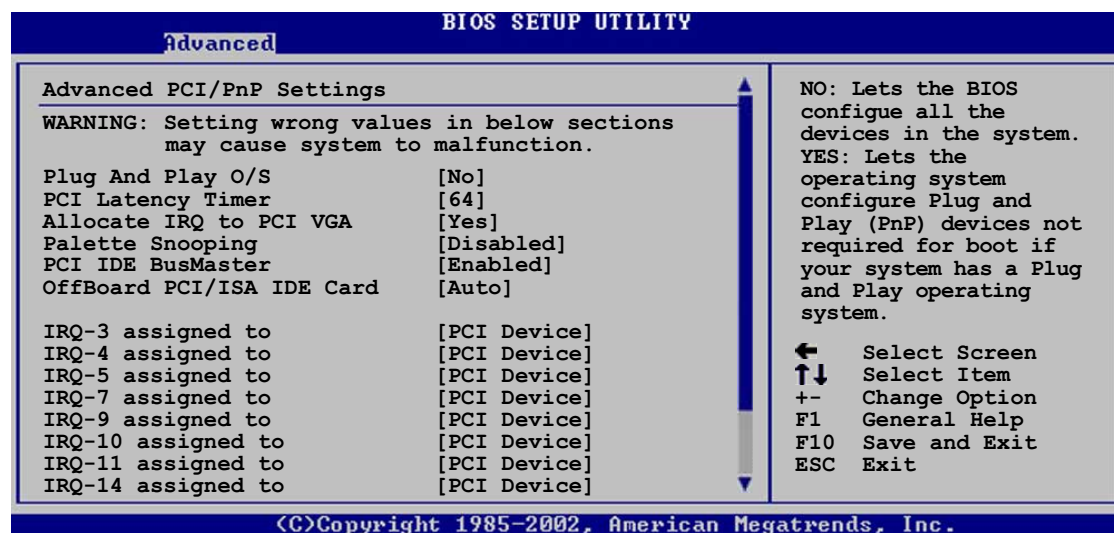 BIOS SETUP UTILITY
Advanced
Advanced PCI/PnP Settings
WARNING: Setting wrong values in below sections
may cause system to malfunction.
Plug And Play O/S [No]
PCI Latency Timer [64]
Allocate IRQ to PCI VGA [Yes]
Palette Snooping [Disabled]
PCI IDE BusMaster [Enabled]
OffBoard PCI/ISA IDE Card [Auto]
IRQ-3 assigned to [PCI Device]
IRQ-4 assigned to [PCI Device]
IRQ-5 assigned to [PCI Device]
IRQ-7 assigned to [PCI Device]
IRQ-9 assigned to [PCI Device]
IRQ-10 assigned to [PCI Device]
IRQ-11 assigned to [PCI Device]
IRQ-14 assigned to [PCI Device]
NO: Lets the BIOS
configue all the
devices in the system.
YES: Lets the
operating system
configure Plug and
Play (PnP) devices not
required for boot if
your system has a Plug
and Play operating
system.
← Select Screen
↑↓ Select Item
+- Change Option
F1 General Help
F10 Save and Exit
ESC Exit
(C)Copyright 1985-2002, American Megatrends, Inc.